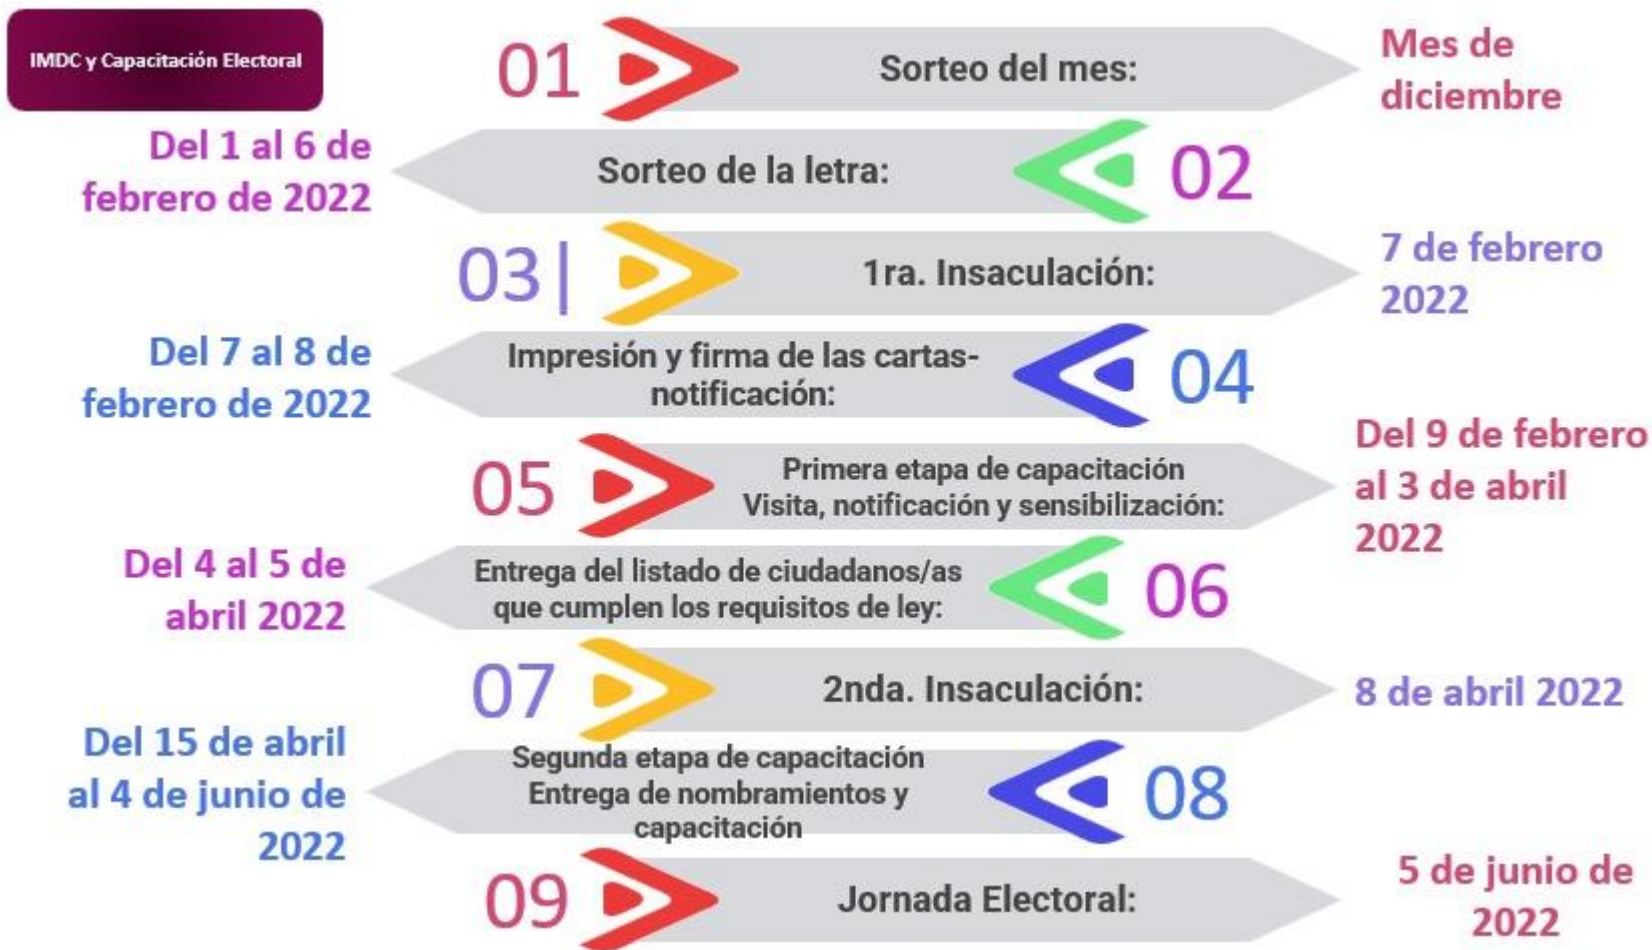 IMDC y Capacitación Electoral
01
Sorteo del mes:
Mes de
diciembre
Del 1 al 6 de
febrero de 2022
Sorteo de la letra:
02
03|
1ra. Insaculación:
7 de febrero
2022
Del 7 al 8 de
febrero de 2022
Impresión y firma de las cartas-
notificación:
04
05
Primera etapa de capacitación
Visita, notificación y sensibilización:
Del 9 de febrero
al 3 de abril
2022
Del 4 al 5 de
abril 2022
Entrega del listado de ciudadanos/as
que cumplen los requisitos de ley:
06
07
2nda. Insaculación:
8 de abril 2022
Del 15 de abril
al 4 de junio de
2022
Segunda etapa de capacitación
Entrega de nombramientos y
capacitación
08
09
Jornada Electoral:
5 de junio de
2022